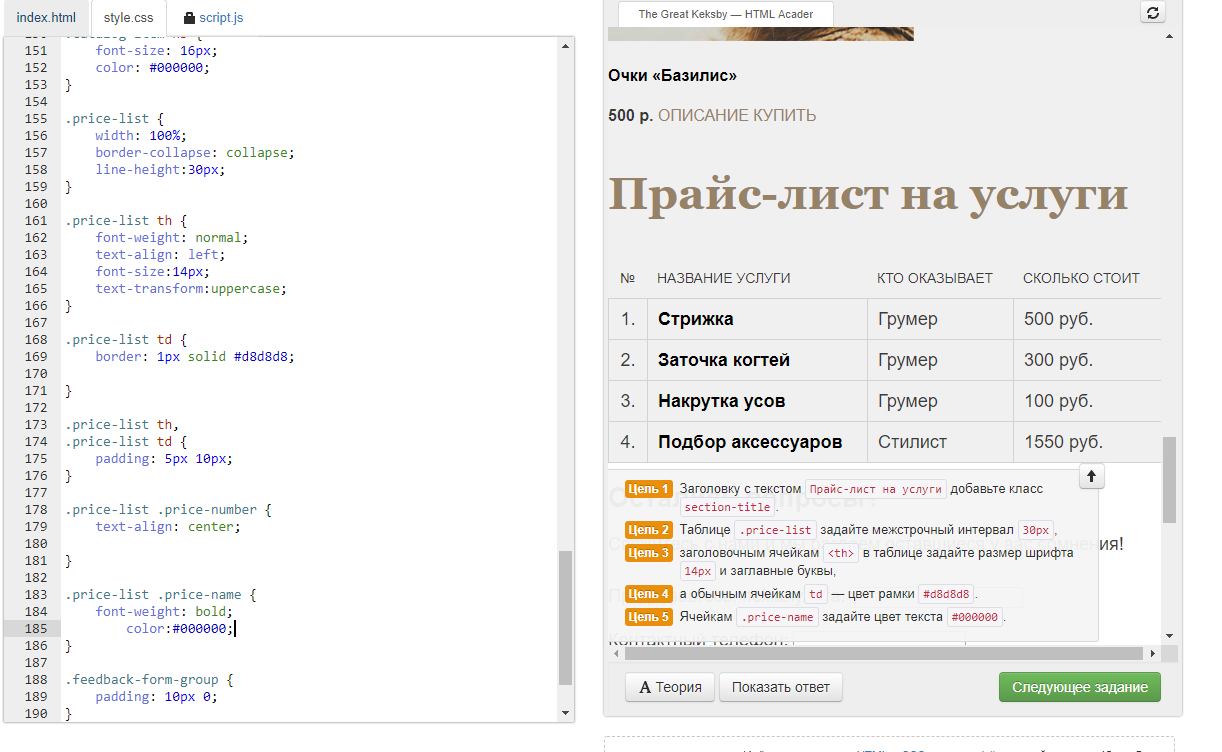 index.html style.css script.js
151 font-size: 16px;
152 color: #000000;
153 }
154
155 .price-list {
156 width: 100%;
157 border-collapse: collapse;
158 line-height:30px;
159 }
160
161 .price-list th {
162 font-weight: normal;
163 text-align: left;
164 font-size:14px;
165 text-transform:uppercase;
166 }
167
168 .price-list td {
169 border: 1px solid #d8d8d8;
170
171 }
172
173 .price-list th,
174 .price-list td {
175 padding: 5px 10px;
176 }
177
178 .price-list .price-number {
179 text-align: center;
180
181 }
182
183 .price-list .price-name {
184 font-weight: bold;
185 color:#000000;
186 }
187
188 .feedback-form-group {
189 padding: 10px 0;
190 }
The Great Keksby — HTML Acader
Очки «Базилис»
500 р. ОПИСАНИЕ КУПИТЬ
Прайс-лист на услуги
№ НАЗВАНИЕ УСЛУГИ КТО ОКАЗЫВАЕТ СКОЛЬКО СТОИТ
1. Стрижка Грумер 500 руб.
2. Заточка когтей Грумер 300 руб.
3. Накрутка усов Грумер 100 руб.
4. Подбор аксессуаров Стилист 1550 руб.
Цель 1 Заголовку с текстом Прайс-лист на услуги добавьте класс
section-title.
Цель 2 Таблице .price-list задайте межстрочный интервал 30px,
Цель 3 заголовочным ячейкам <th> в таблице задайте размер шрифта
14px и заглавные буквы,
Цель 4 а обычным ячейкам td — цвет рамки #d8d8d8.
Цель 5 Ячейкам .price-name задайте цвет текста #000000.
Контактный телефон:
Теория Показать ответ Следующее задание